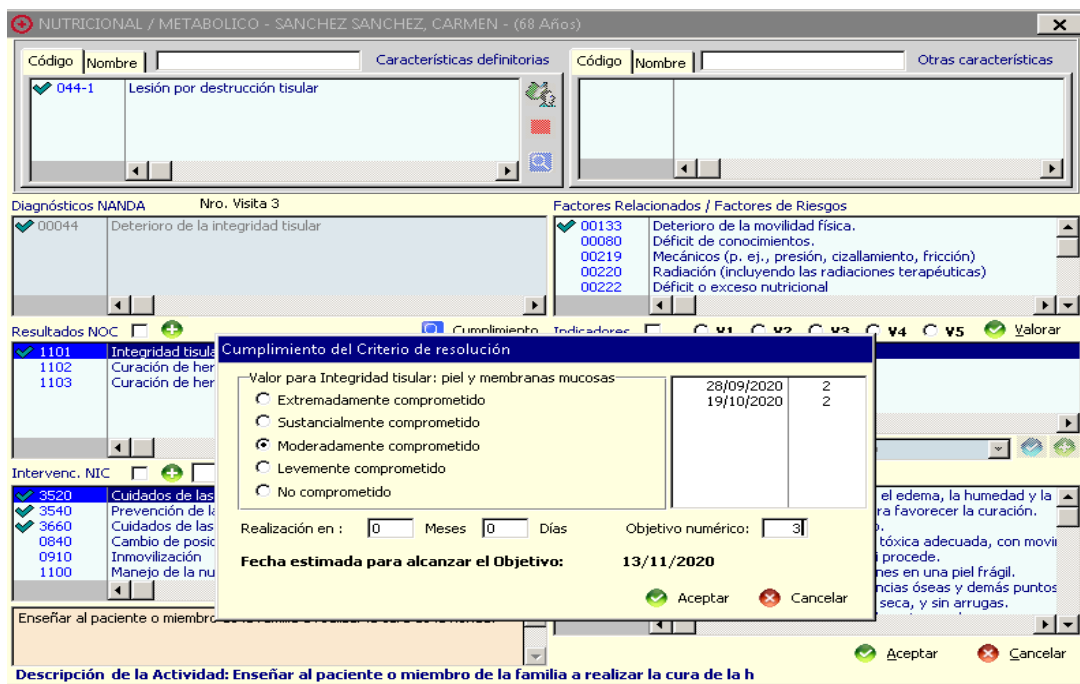 NUTRICIONAL / METABOLICO - SANCHEZ SANCHEZ, CARMEN - (68 Años)
Código Nombre Características definitorias
044-1 Lesión por destrucción tisular
Código Nombre Otras características
Diagnósticos NANDA Nro. Visita 3
00044 Deterioro de la integridad tisular
Factores Relacionados / Factores de Riesgos
00133 Deterioro de la movilidad física.
00080 Déficit de conocimientos.
00219 Mecánicos (p. ej., presión, cizallamiento, fricción)
00220 Radiación (incluyendo las radiaciones terapéuticas)
00222 Déficit o exceso nutricional
Resultados NOC Cumplimiento Indicadores V1 V2 V3 V4 V5 Valorar
1101 Integridad tisula
1102 Curación de her
1103 Curación de her
Cumplimiento del Criterio de resolución
Valor para Integridad tisular: piel y membranas mucosas
Extremadamente comprometido
Sustancialmente comprometido
Moderadamente comprometido
Levemente comprometido
No comprometido
28/09/2020 2
19/10/2020 2
Realización en : 0 Meses 0 Días Objetivo numérico: 3
Fecha estimada para alcanzar el Objetivo: 13/11/2020
Aceptar Cancelar
Intervenc. NIC
3520 Cuidados de las
3540 Prevención de la
3660 Cuidados de las
0840 Cambio de posic
0910 Inmovilización
1100 Manejo de la nu
el edema, la humedad y la
ra favorecer la curación.
tóxica adecuada, con movi
i procede.
nes en una piel frágil.
ncias óseas y demás puntos
seca, y sin arrugas.
Enseñar al paciente o miembro
Aceptar Cancelar
Descripción de la Actividad: Enseñar al paciente o miembro de la familia a realizar la cura de la h